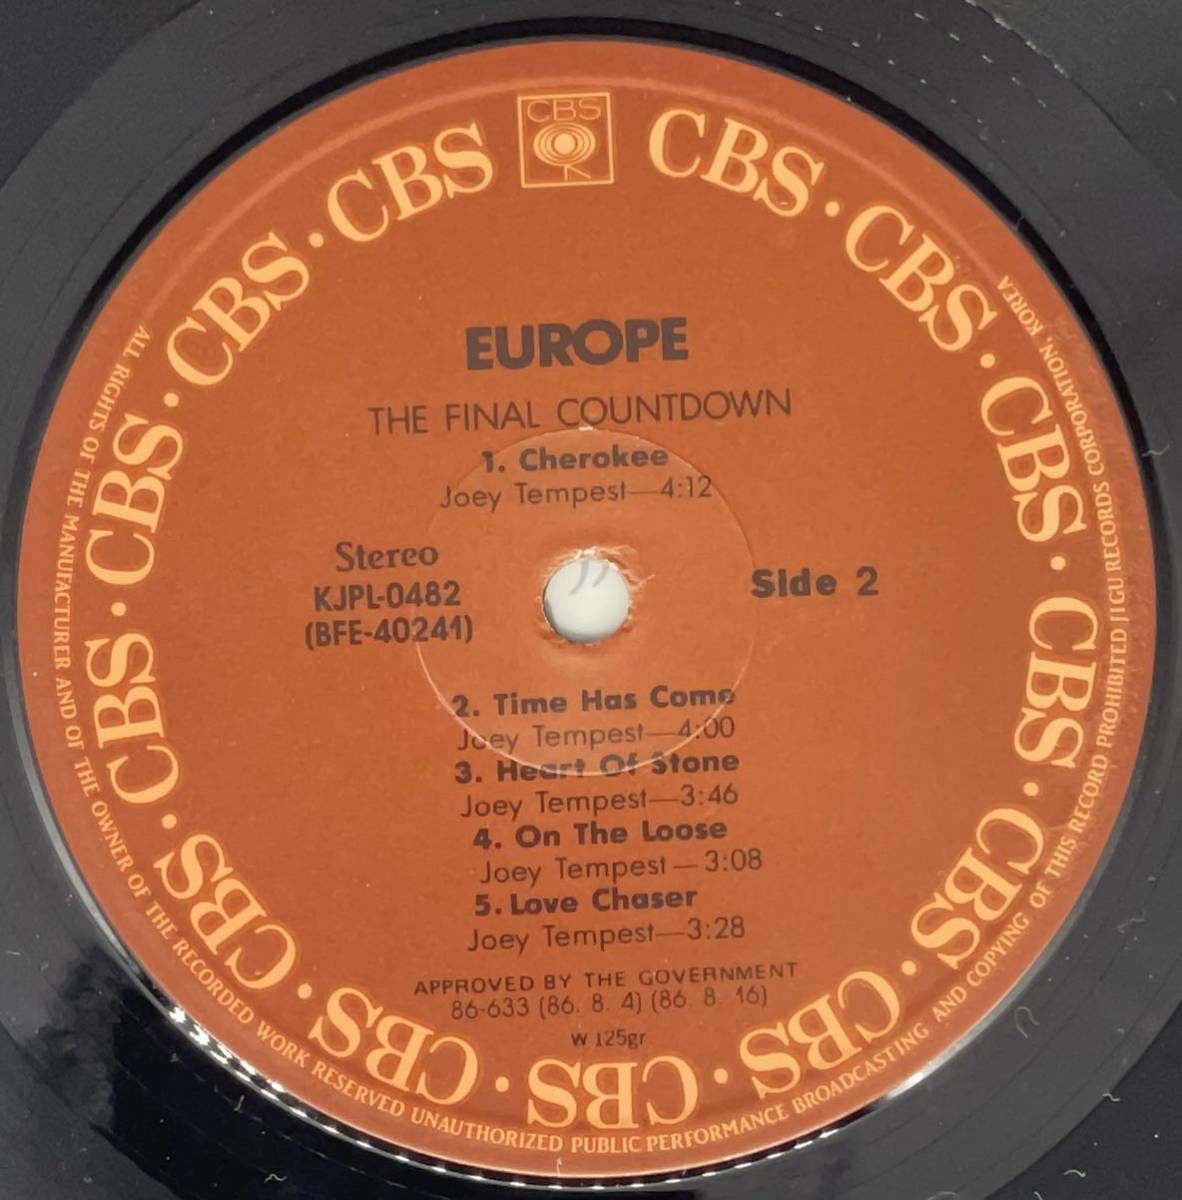 CBS
CBS · CBS · CBS · CBS · CBS · CBS · CBS · CBS · CBS · CBS · CBS · CBS · CBS · CBS · CBS
EUROPE
THE FINAL COUNTDOWN
1. Cherokee
Joey Tempest—4:12
Stereo
KJPL-0482
(BFE-40241)
Side 2
2. Time Has Come
Joey Tempest—4:00
3. Heart Of Stone
Joey Tempest—3:46
4. On The Loose
Joey Tempest—3:08
5. Love Chaser
Joey Tempest—3:28
APPROVED BY THE GOVERNMENT
86-633 (86. 8. 4) (86. 8. 16)
W 125gr
ALL RIGHTS OF THE MANUFACTURER AND OF THE OWNER OF THE RECORDED WORK RESERVED UNAUTHORIZED PUBLIC PERFORMANCE BROADCASTING AND COPYING OF THIS RECORD PROHIBITED JIGU RECORDS CORPORATION, KOREA